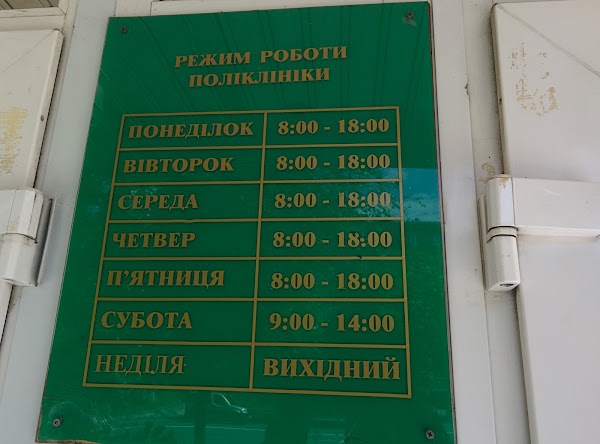 РЕЖИМ РОБОТИ
ПОЛІКЛІНІКИ
ПОНЕДІЛОК 8:00 - 18:00
ВІВТОРОК 8:00 - 18:00
СЕРЕДА 8:00 - 18:00
ЧЕТВЕР 8:00 - 18:00
П'ЯТНИЦЯ 8:00 - 18:00
СУБОТА 9:00 - 14:00
НЕДІЛЯ ВИХІДНИЙ